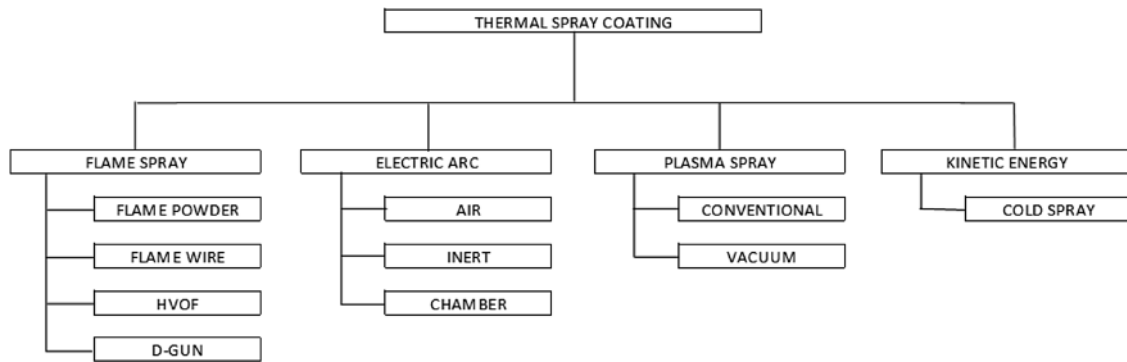 THERMAL SPRAY COATING
FLAME SPRAY
FLAME POWDER
FLAME WIRE
HVOF
D-GUN
ELECTRIC ARC
AIR
INERT
CHAMBER
PLASMA SPRAY
CONVENTIONAL
VACUUM
KINETIC ENERGY
COLD SPRAY